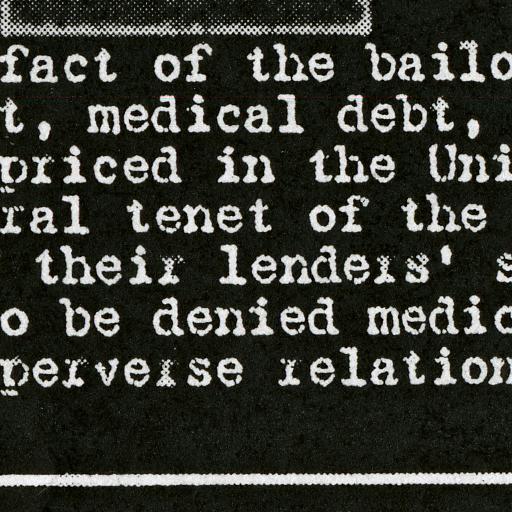 fact of the bailo
t, medical debt,
priced in the Uni
ral tenet of the
their lenders' s
o be denied medic
perverse relation